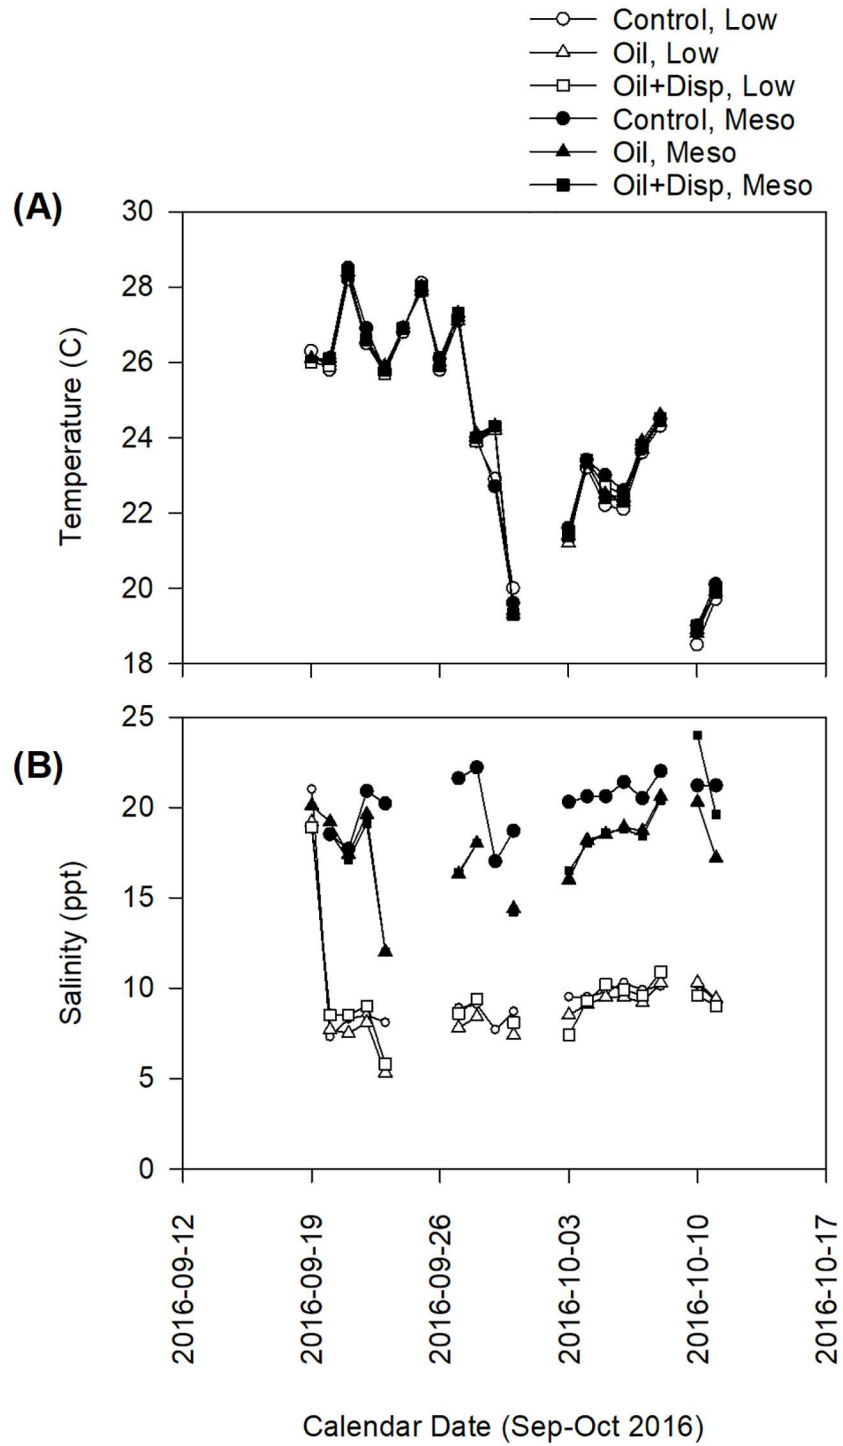 Control, Low
Oil, Low
Oil+Disp, Low
Control, Meso
Oil, Meso
Oil+Disp, Meso
(A)
30
28
26
24
22
20
18
Temperature (C)
(B)
25
20
15
10
5
0
Salinity (ppt)
2016-09-12
2016-09-19
2016-09-26
2016-10-03
2016-10-10
2016-10-17
Calendar Date (Sep-Oct 2016)